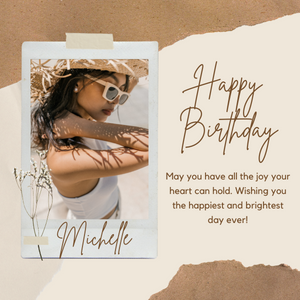 Happy
Birthday
May you have all the joy your
heart can hold. Wishing you
the happiest and brightest
day ever!
Michelle